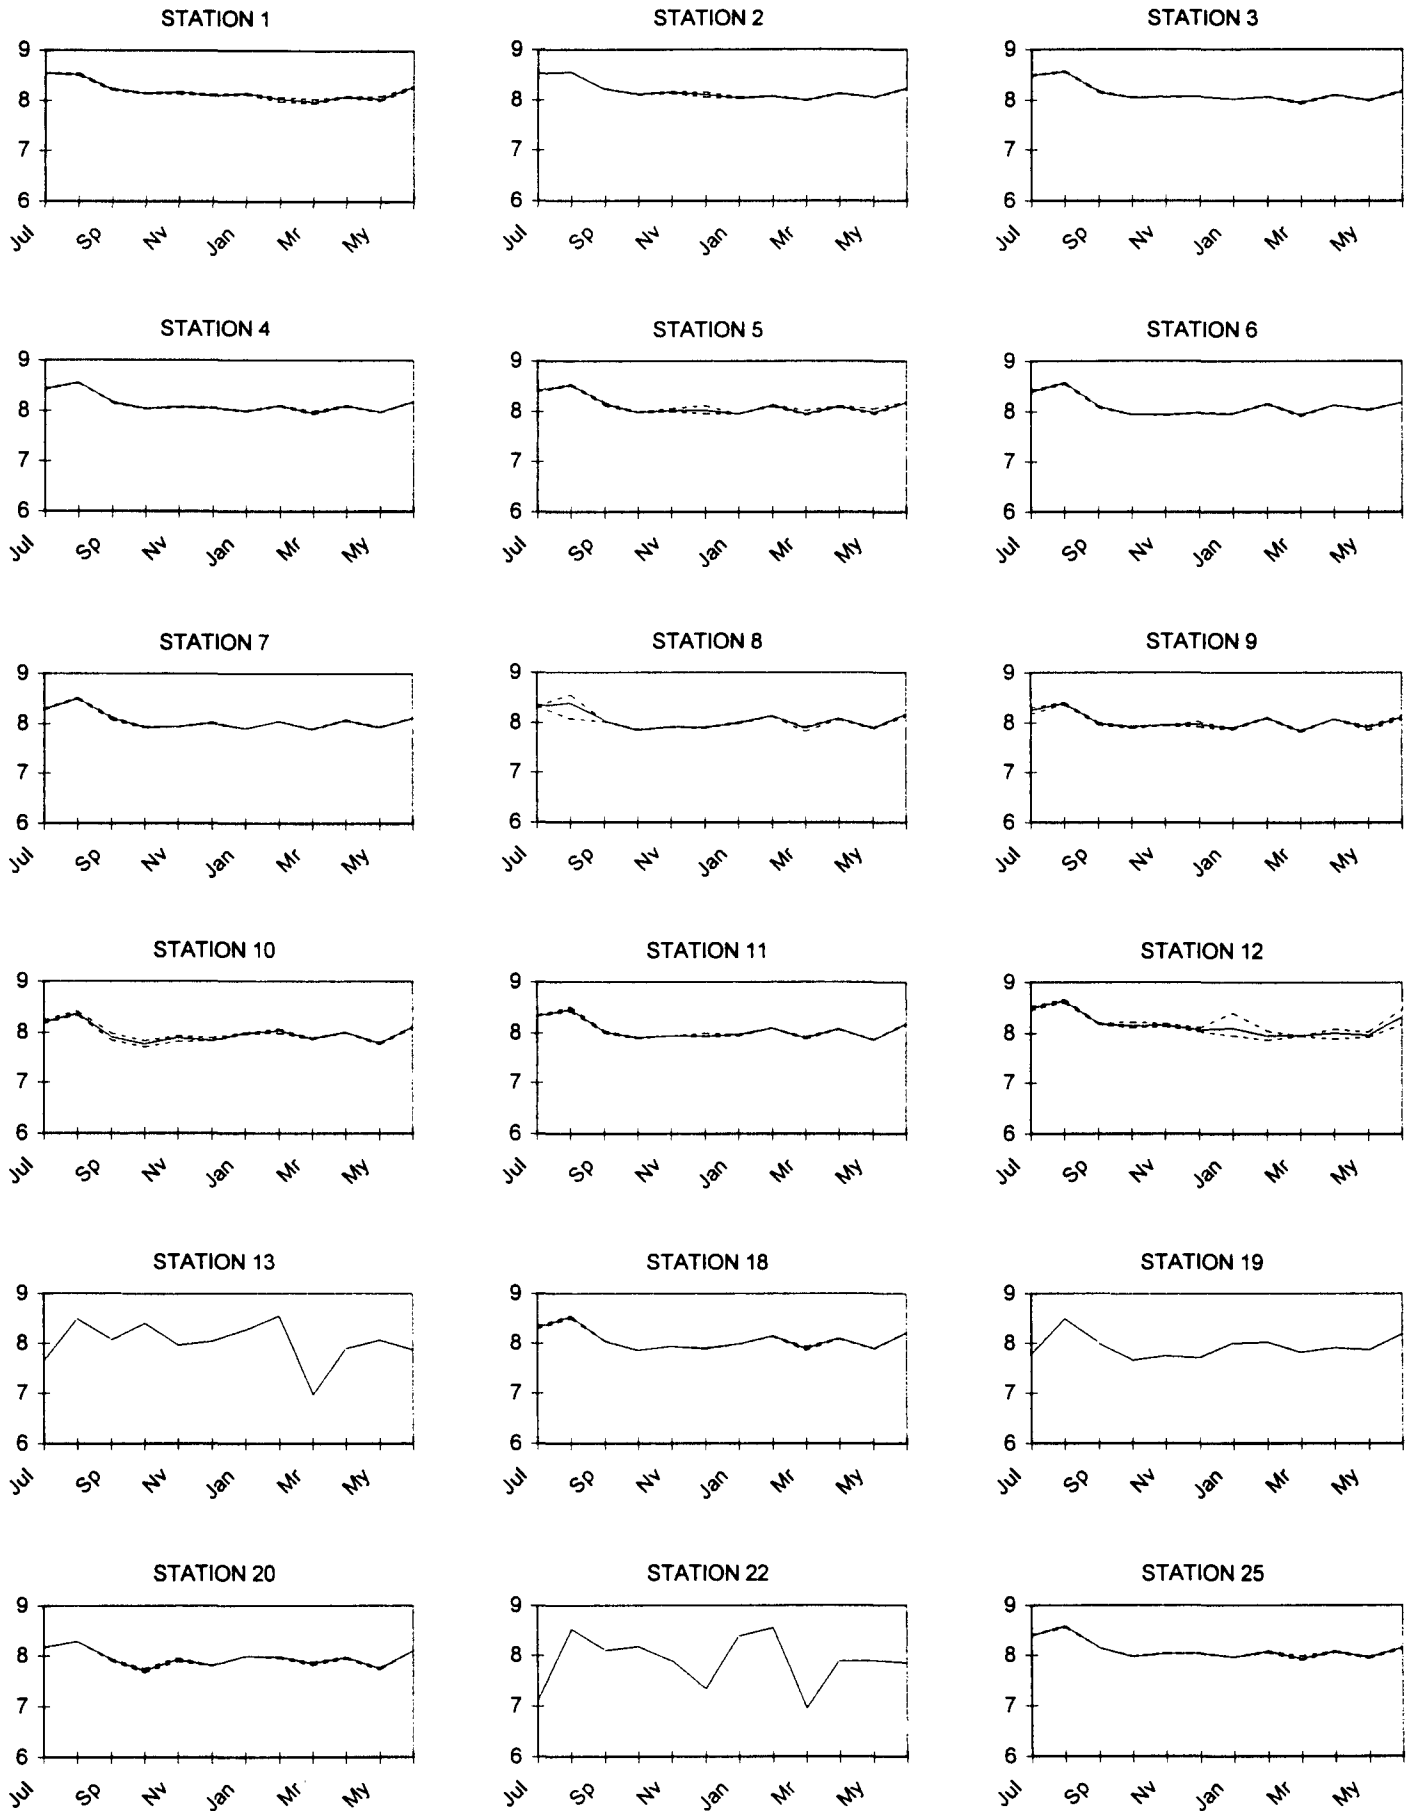 STATION 1
9
8
7
6
Jul Sp Nv Jan Mr My
STATION 2
9
8
7
6
Jul Sp Nv Jan Mr My
STATION 3
9
8
7
6
Jul Sp Nv Jan Mr My
STATION 4
9
8
7
6
Jul Sp Nv Jan Mr My
STATION 5
9
8
7
6
Jul Sp Nv Jan Mr My
STATION 6
9
8
7
6
Jul Sp Nv Jan Mr My
STATION 7
9
8
7
6
Jul Sp Nv Jan Mr My
STATION 8
9
8
7
6
Jul Sp Nv Jan Mr My
STATION 9
9
8
7
6
Jul Sp Nv Jan Mr My
STATION 10
9
8
7
6
Jul Sp Nv Jan Mr My
STATION 11
9
8
7
6
Jul Sp Nv Jan Mr My
STATION 12
9
8
7
6
Jul Sp Nv Jan Mr My
STATION 13
9
8
7
6
Jul Sp Nv Jan Mr My
STATION 18
9
8
7
6
Jul Sp Nv Jan Mr My
STATION 19
9
8
7
6
Jul Sp Nv Jan Mr My
STATION 20
9
8
7
6
Jul Sp Nv Jan Mr My
STATION 22
9
8
7
6
Jul Sp Nv Jan Mr My
STATION 25
9
8
7
6
Jul Sp Nv Jan Mr My